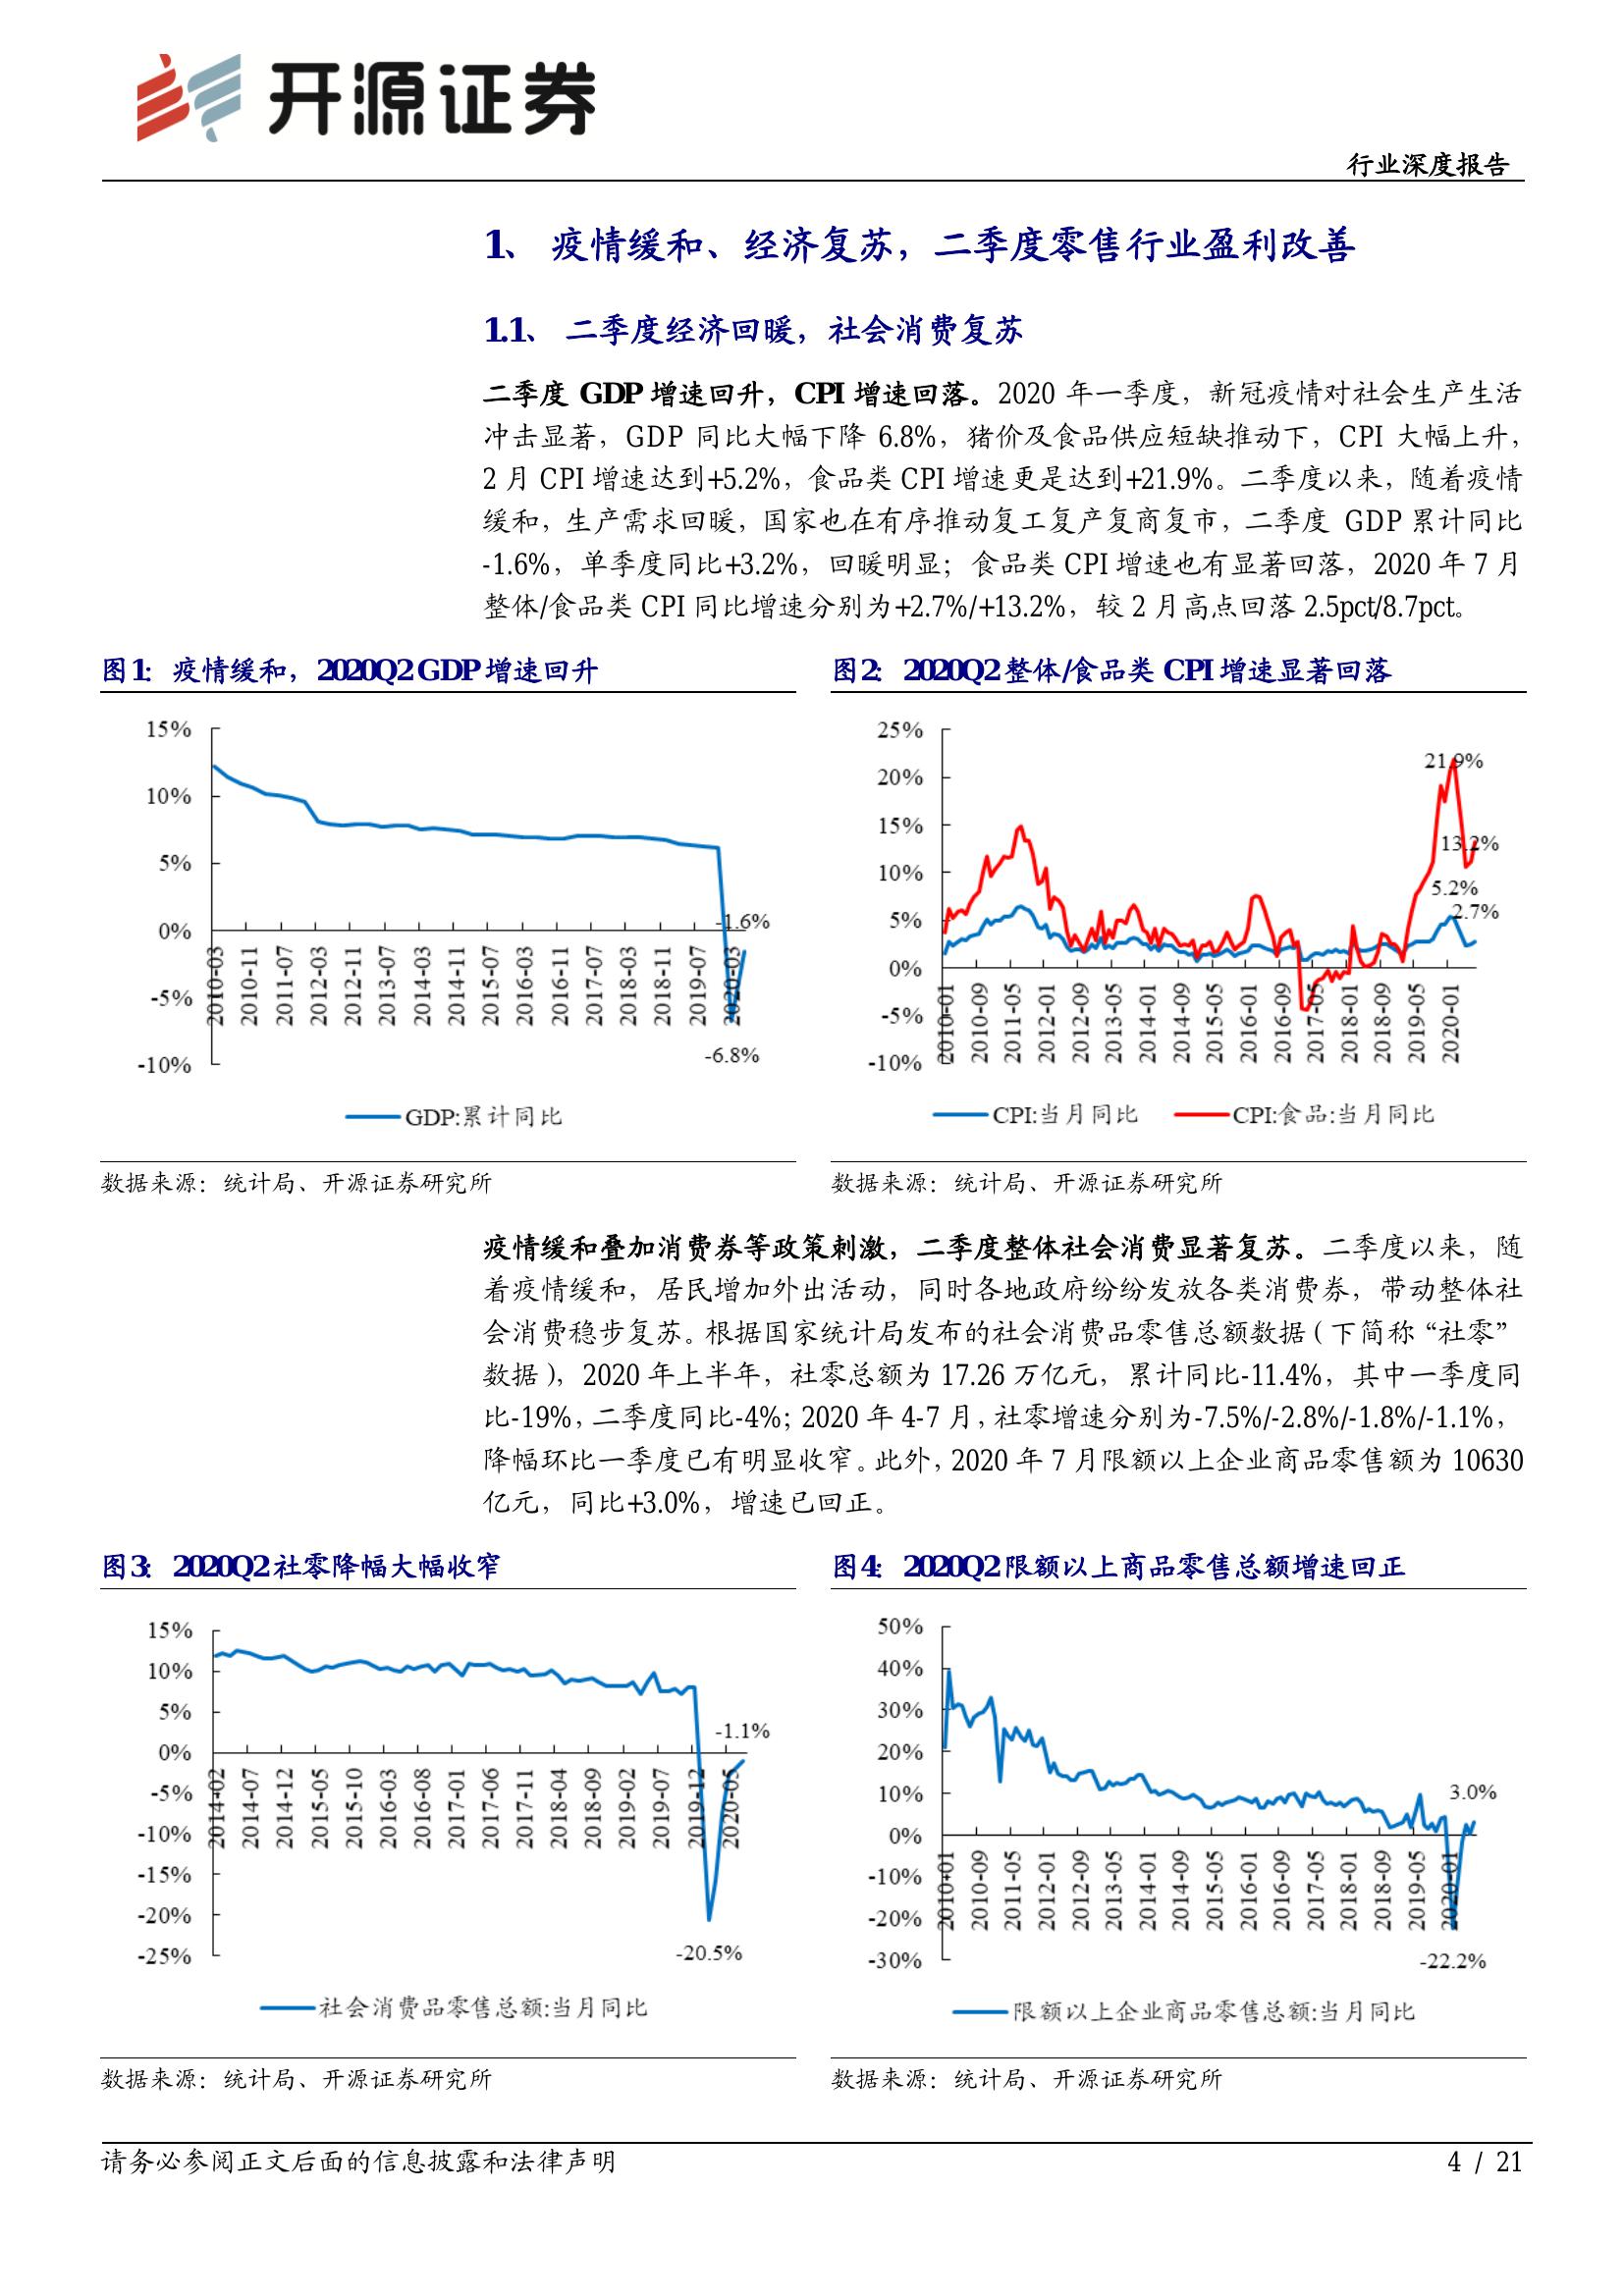 开源证券
行业深度报告
1、 疫情缓和、经济复苏，二季度零售行业盈利改善
1.1、 二季度经济回暖，社会消费复苏
二季度 GDP 增速回升，CPI 增速回落。2020 年一季度，新冠疫情对社会生产生活
冲击显著，GDP 同比大幅下降 6.8%，猪价及食品供应短缺推动下，CPI 大幅上升，
2 月 CPI 增速达到+5.2%，食品类 CPI 增速更是达到+21.9%。二季度以来，随着疫情
缓和，生产需求回暖，国家也在有序推动复工复产复商复市，二季度 GDP 累计同比
-1.6%，单季度同比+3.2%，回暖明显；食品类 CPI 增速也有显著回落，2020 年 7 月
整体/食品类 CPI 同比增速分别为+2.7%/+13.2%，较 2 月高点回落 2.5pct/8.7pct。
图1： 疫情缓和，2020Q2 GDP 增速回升
15%
10%
5%
0%
-5%
-10%
-1.6%
-6.8%
2010-03 2010-11 2011-07 2012-03 2012-11 2013-07 2014-03 2014-11 2015-07 2016-03 2016-11 2017-07 2018-03 2018-11 2019-07 2020-03
GDP:累计同比
数据来源：统计局、开源证券研究所
图2： 2020Q2 整体/食品类 CPI 增速显著回落
25%
20%
15%
10%
5%
0%
-5%
-10%
21.9%
13.2%
5.2%
2.7%
2010-01 2010-09 2011-05 2012-01 2012-09 2013-05 2014-01 2014-09 2015-05 2016-01 2016-09 2017-05 2018-01 2018-09 2019-05 2020-01
CPI:当月同比 CPI:食品:当月同比
数据来源：统计局、开源证券研究所
疫情缓和叠加消费券等政策刺激，二季度整体社会消费显著复苏。二季度以来，随
着疫情缓和，居民增加外出活动，同时各地政府纷纷发放各类消费券，带动整体社
会消费稳步复苏。根据国家统计局发布的社会消费品零售总额数据（下简称“社零”
数据），2020 年上半年，社零总额为 17.26 万亿元，累计同比-11.4%，其中一季度同
比-19%，二季度同比-4%；2020 年 4-7 月，社零增速分别为-7.5%/-2.8%/-1.8%/-1.1%，
降幅环比一季度已有明显收窄。此外，2020 年 7 月限额以上企业商品零售额为 10630
亿元，同比+3.0%，增速已回正。
图3： 2020Q2 社零降幅大幅收窄
15%
10%
5%
0%
-5%
-10%
-15%
-20%
-25%
-1.1%
-20.5%
2014-02 2014-07 2014-12 2015-05 2015-10 2016-03 2016-08 2017-01 2017-06 2017-11 2018-04 2018-09 2019-02 2019-07 2019-12 2020-05
社会消费品零售总额:当月同比
数据来源：统计局、开源证券研究所
图4： 2020Q2 限额以上商品零售总额增速回正
50%
40%
30%
20%
10%
0%
-10%
-20%
-30%
3.0%
-22.2%
2010-01 2010-09 2011-05 2012-01 2012-09 2013-05 2014-01 2014-09 2015-05 2016-01 2016-09 2017-05 2018-01 2018-09 2019-05 2020-01
限额以上企业商品零售总额:当月同比
数据来源：统计局、开源证券研究所
请务必参阅正文后面的信息披露和法律声明
4 / 21